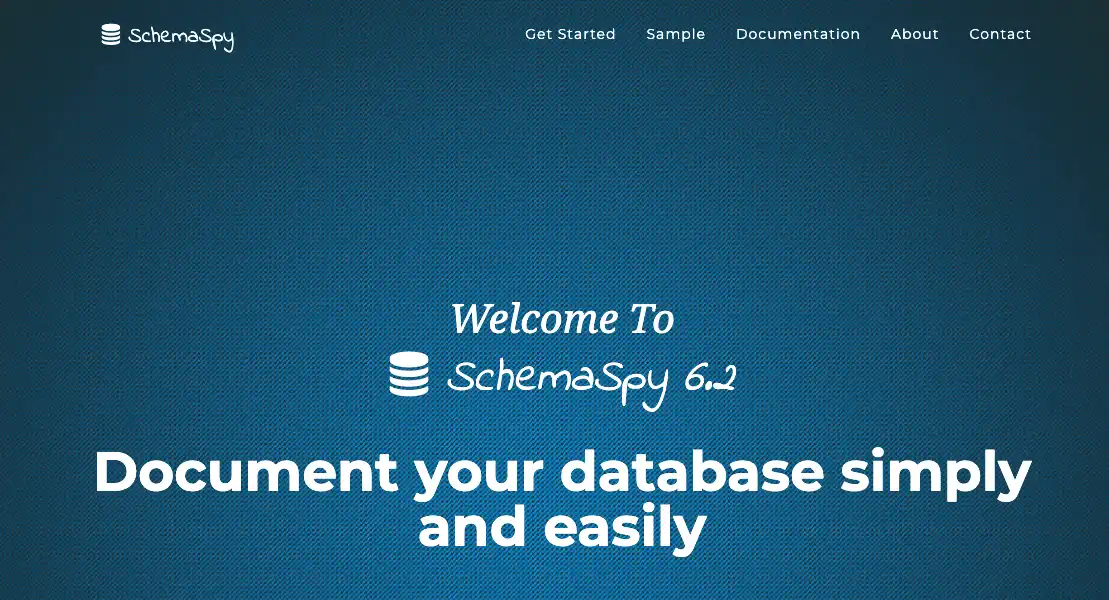 SchemaSpy
Get Started
Sample
Documentation
About
Contact
Welcome To
SchemaSpy 6.2
Document your database simply
and easily